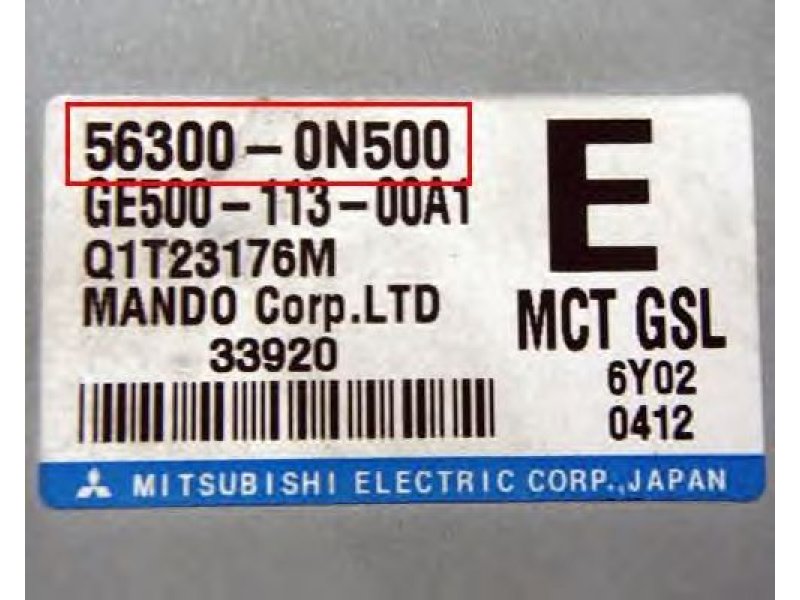 56300-0N500
GE500-113-00A1
Q1T23176M
MANDO Corp.LTD
33920
E
MCT GSL
6Y02
0412
MITSUBISHI ELECTRIC CORP.,JAPAN